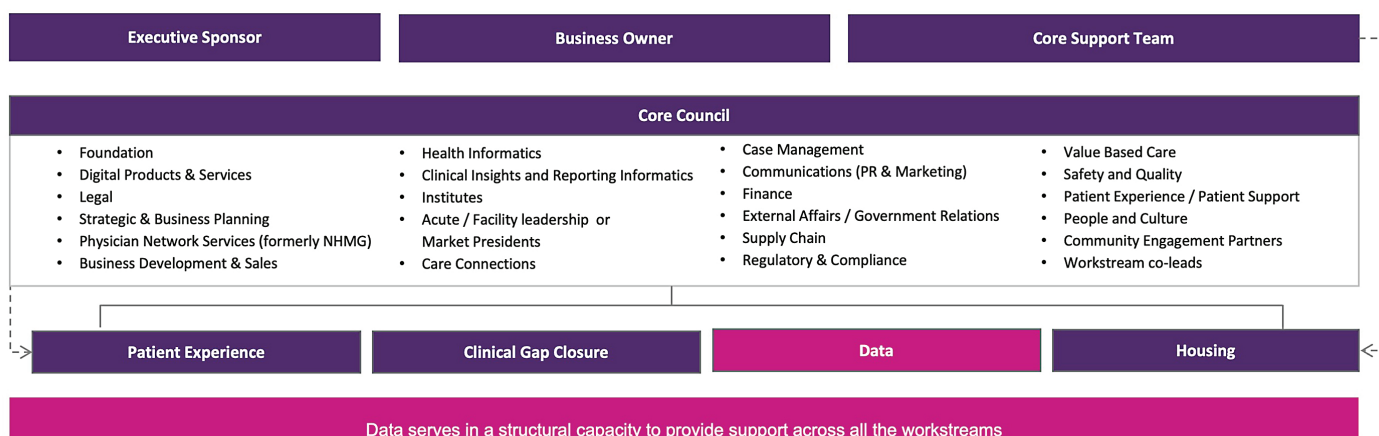 Executive Sponsor
Business Owner
Core Support Team
Core Council
• Foundation
• Digital Products & Services
• Legal
• Strategic & Business Planning
• Physician Network Services (formerly NHMG)
• Business Development & Sales
• Health Informatics
• Clinical Insights and Reporting Informatics
• Institutes
• Acute / Facility leadership or
Market Presidents
• Care Connections
• Case Management
• Communications (PR & Marketing)
• Finance
• External Affairs / Government Relations
• Supply Chain
• Regulatory & Compliance
• Value Based Care
• Safety and Quality
• Patient Experience / Patient Support
• People and Culture
• Community Engagement Partners
• Workstream co-leads
Patient Experience
Clinical Gap Closure
Data
Housing
Data serves in a structural capacity to provide support across all the workstreams